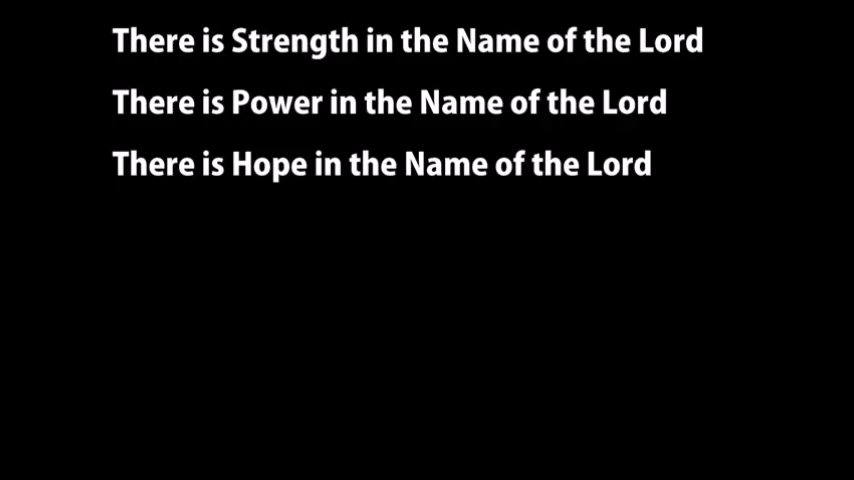 There is Strength in the Name of the Lord
There is Power in the Name of the Lord
There is Hope in the Name of the Lord